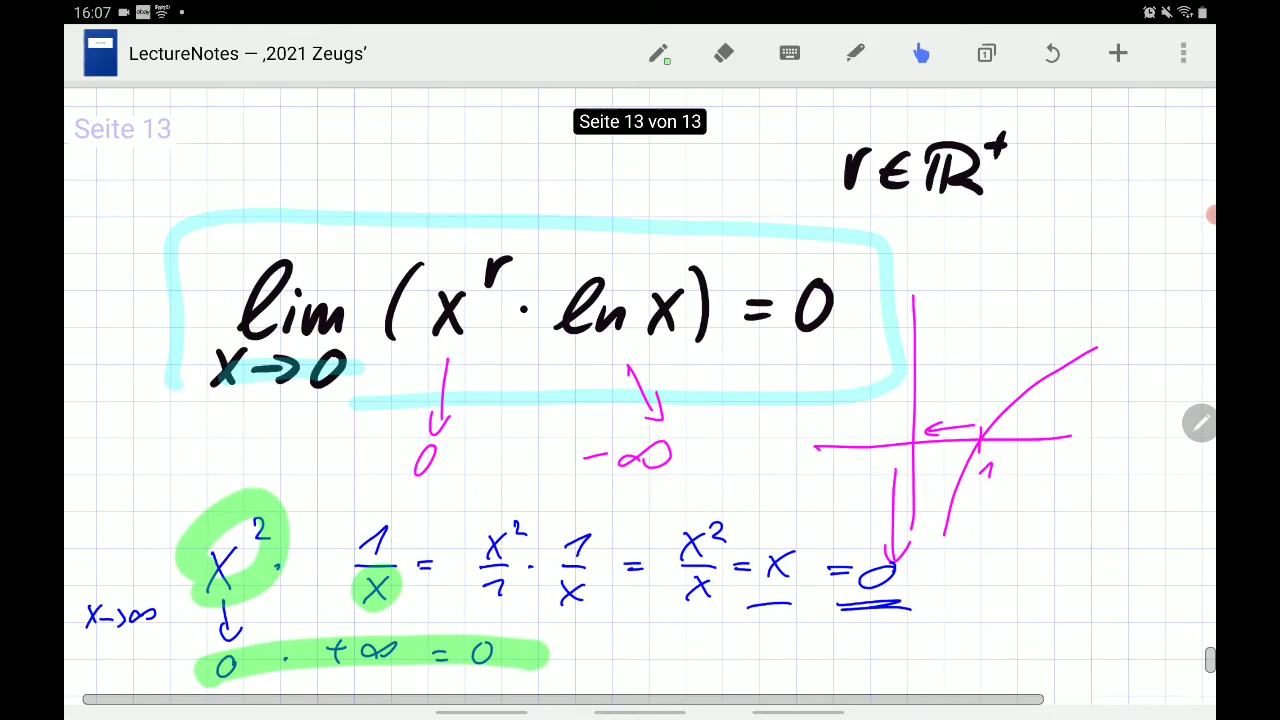 16:07
LectureNotes — ‚2021 Zeugs'
Seite 13
Seite 13 von 13
r ∈ ℝ⁺
lim (x^r · ln x) = 0
x → 0
0 -∞
1
x² · 1/x = x²/1 · 1/x = x²/x = x = 0
x → ∞
0 · +∞ = 0